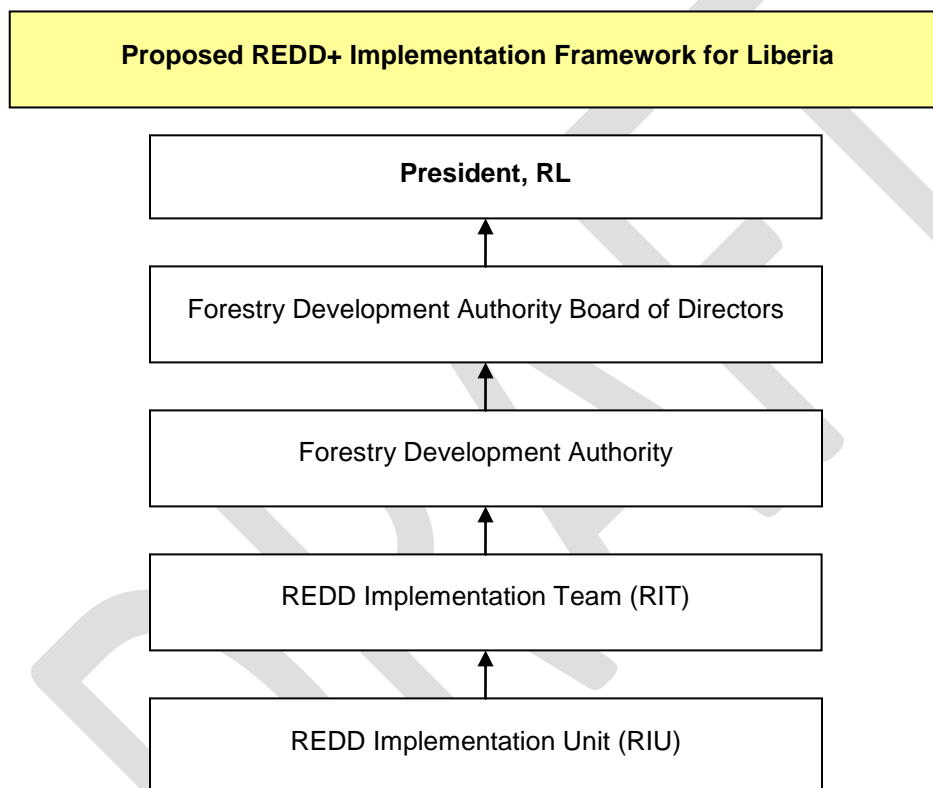 Proposed REDD+ Implementation Framework for Liberia
President, RL
Forestry Development Authority Board of Directors
Forestry Development Authority
REDD Implementation Team (RIT)
REDD Implementation Unit (RIU)
DRAFT